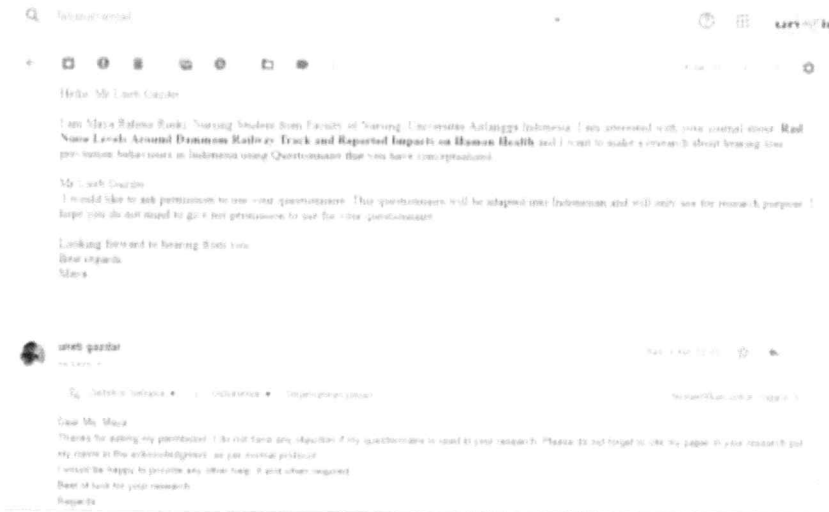 Hello Mr
I am Maya Nursing Student from Faculty of Nursing, Universitas Airlangga Indonesia. I am interested with your journal about Rail
Noise Levels Around Dammam Railway Track and Reported Impacts on Human Health and I want to make a research about hearing loss
behaviours in Indonesia using Questionnaire that you have conceptualized
Mr
I would like to ask permission to use your questionnaire. This questionnaire will be adapted into Indonesian and will only use for research purpose. I
hope you do not mind to give me permission to use for your questionnaire
Looking forward to hearing from you
Best regards
Maya
uneb gazdar
Dear Ms. Maya
Thanks for asking my permission. I do not have any objection if my questionnaire is used in your research. Please do not forget to cite my paper in your research put
my name in the acknowledgment, as per normal protocol
I would be happy to provide any other help, if and when required
Best of luck for your research
Regards